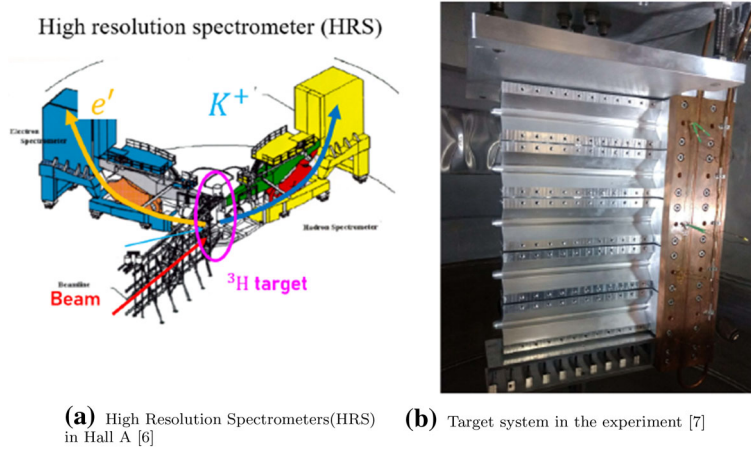 High resolution spectrometer (HRS)
e′
K⁺
Electron
Spectrometer
Hadron Spectrometer
³H target
Beamline
Beam
(a) High Resolution Spectrometers(HRS)
in Hall A [6]
(b) Target system in the experiment [7]